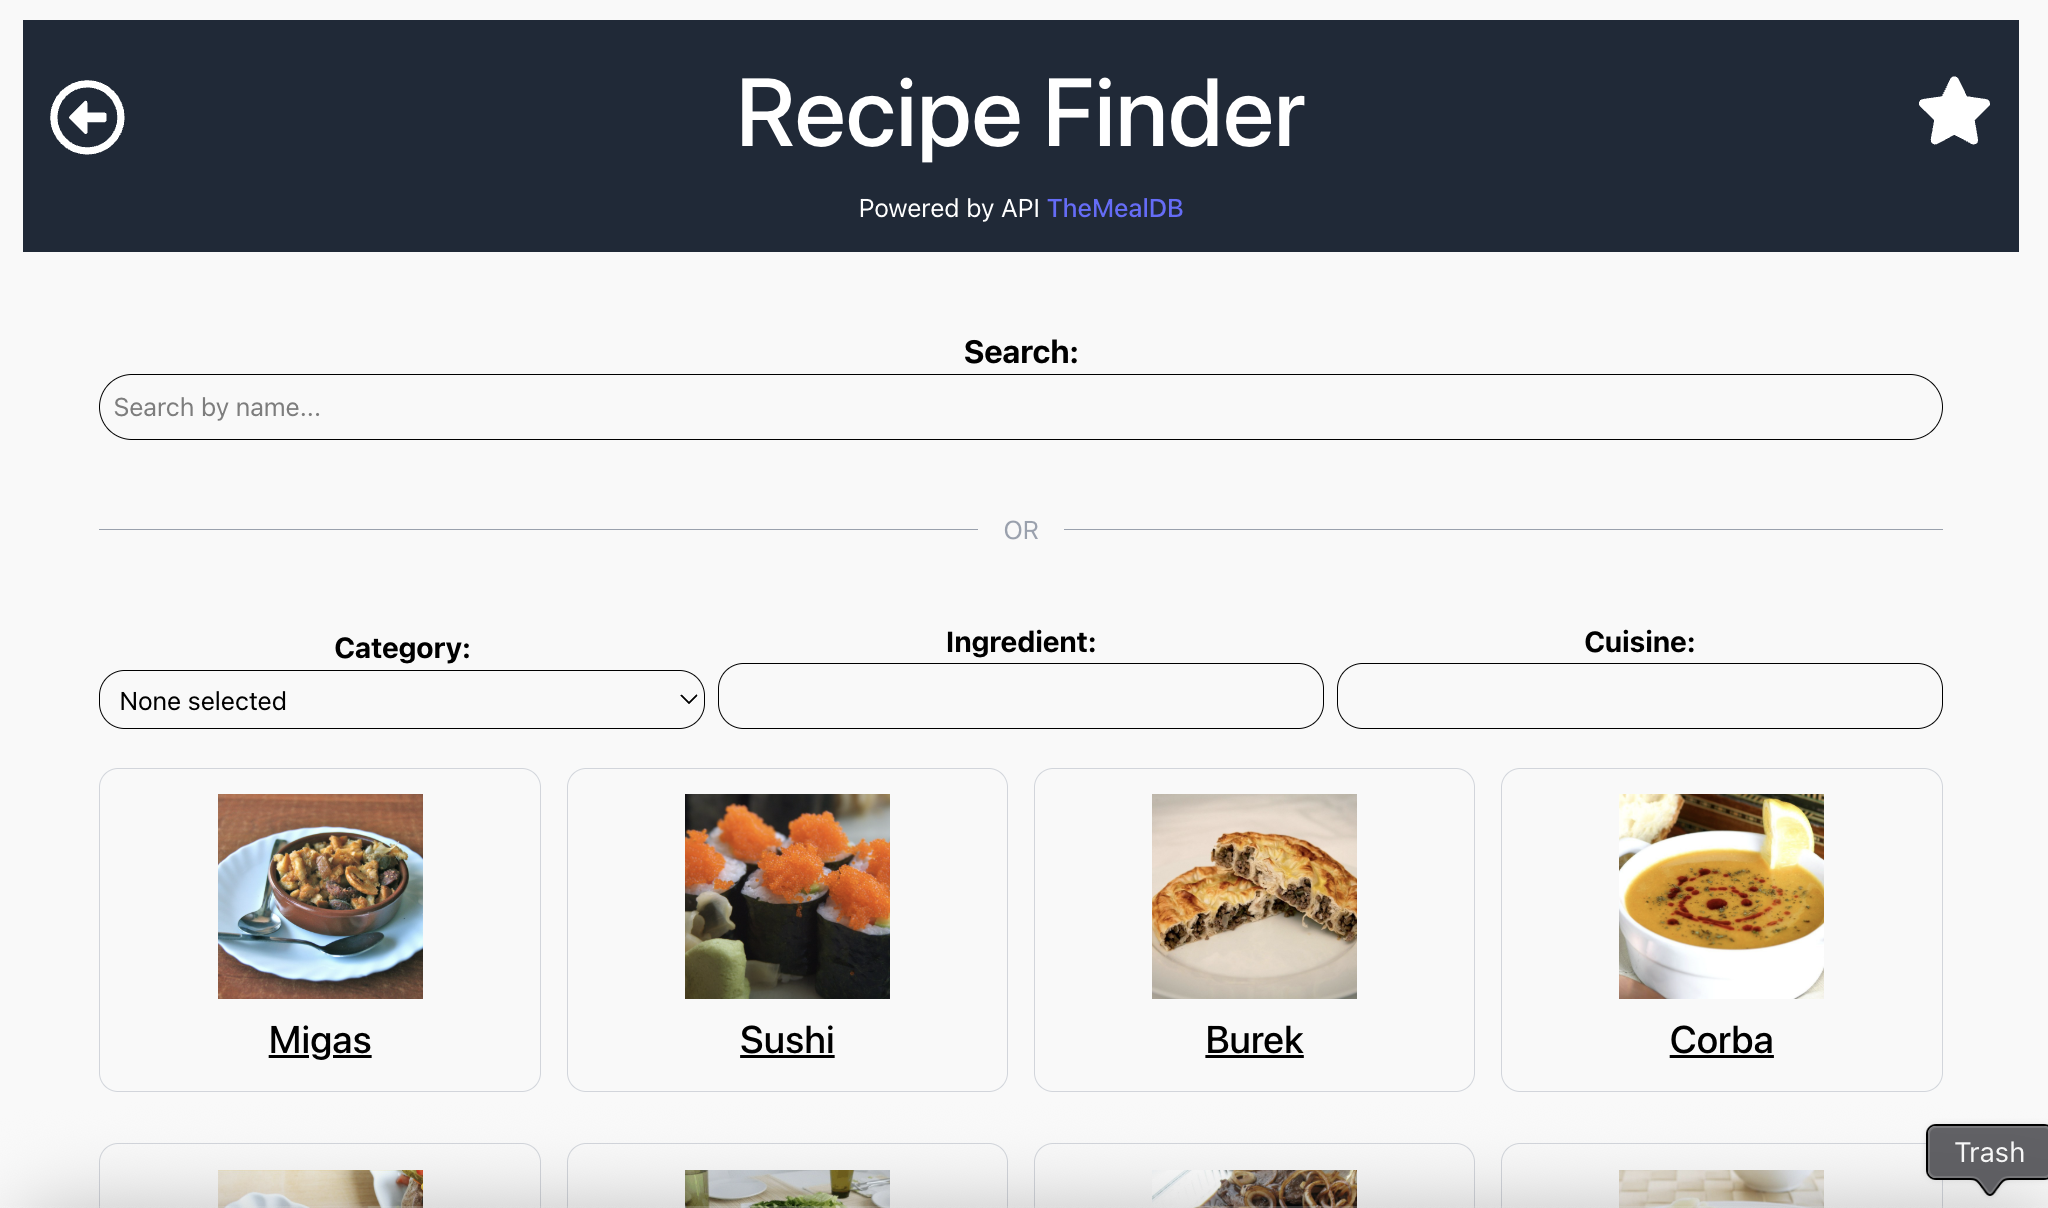 Recipe Finder
Powered by API TheMealDB
Search:
Search by name...
OR
Category:
Ingredient:
Cuisine:
None selected
Migas
Sushi
Burek
Corba
Trash